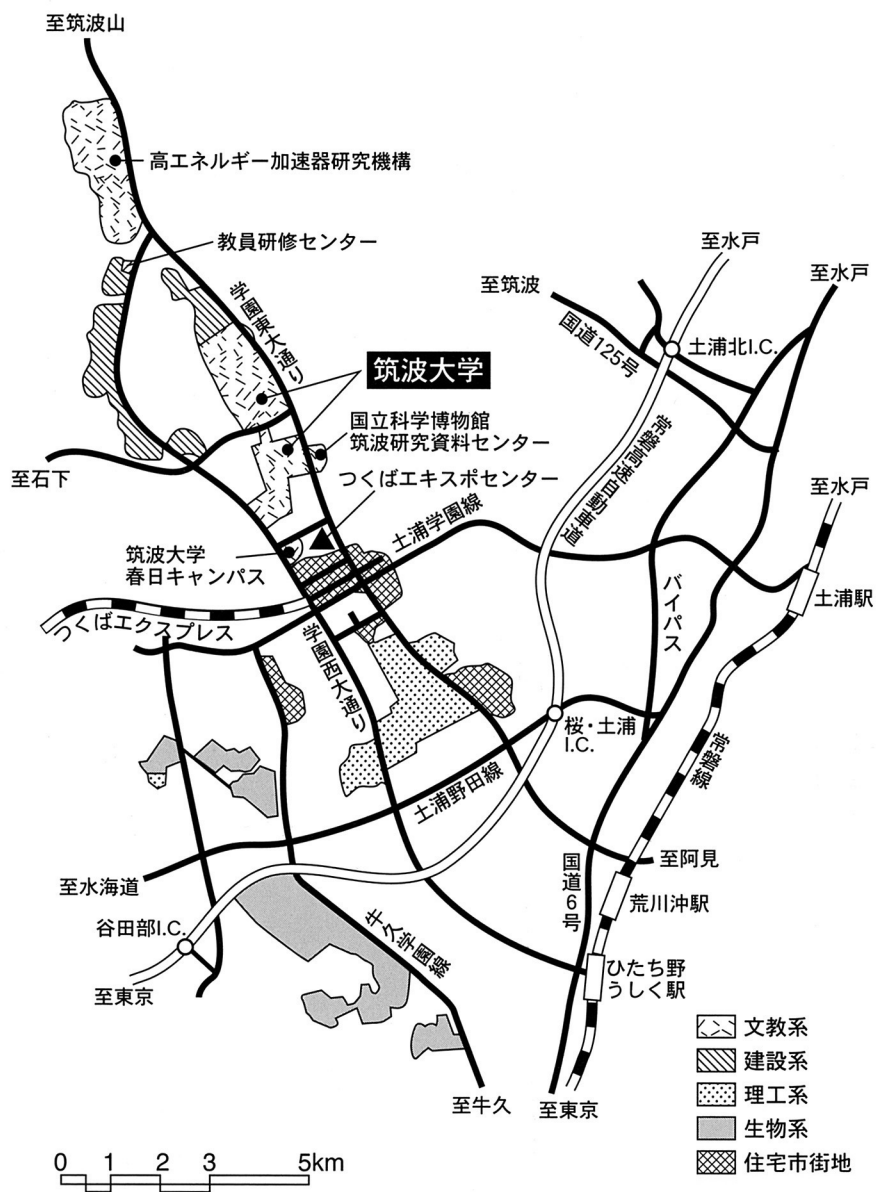 至筑波山
高エネルギー加速器研究機構
教員研修センター
至水戸
至水戸
至筑波
国道125号
土浦北I.C.
学園東大通り
筑波大学
国立科学博物館
筑波研究資料センター
常磐高速自動車道
至石下
つくばエキスポセンター
至水戸
土浦学園線
筑波大学
春日キャンパス
バイパス
土浦駅
つくばエクスプレス
学園西大通り
桜・土浦
I.C.
常磐線
土浦野田線
至水海道
国道6号
至阿見
荒川沖駅
谷田部I.C.
牛久学園線
ひたち野
うしく駅
至東京
至牛久
至東京
文教系
建設系
理工系
生物系
住宅市街地
0 1 2 3 5km